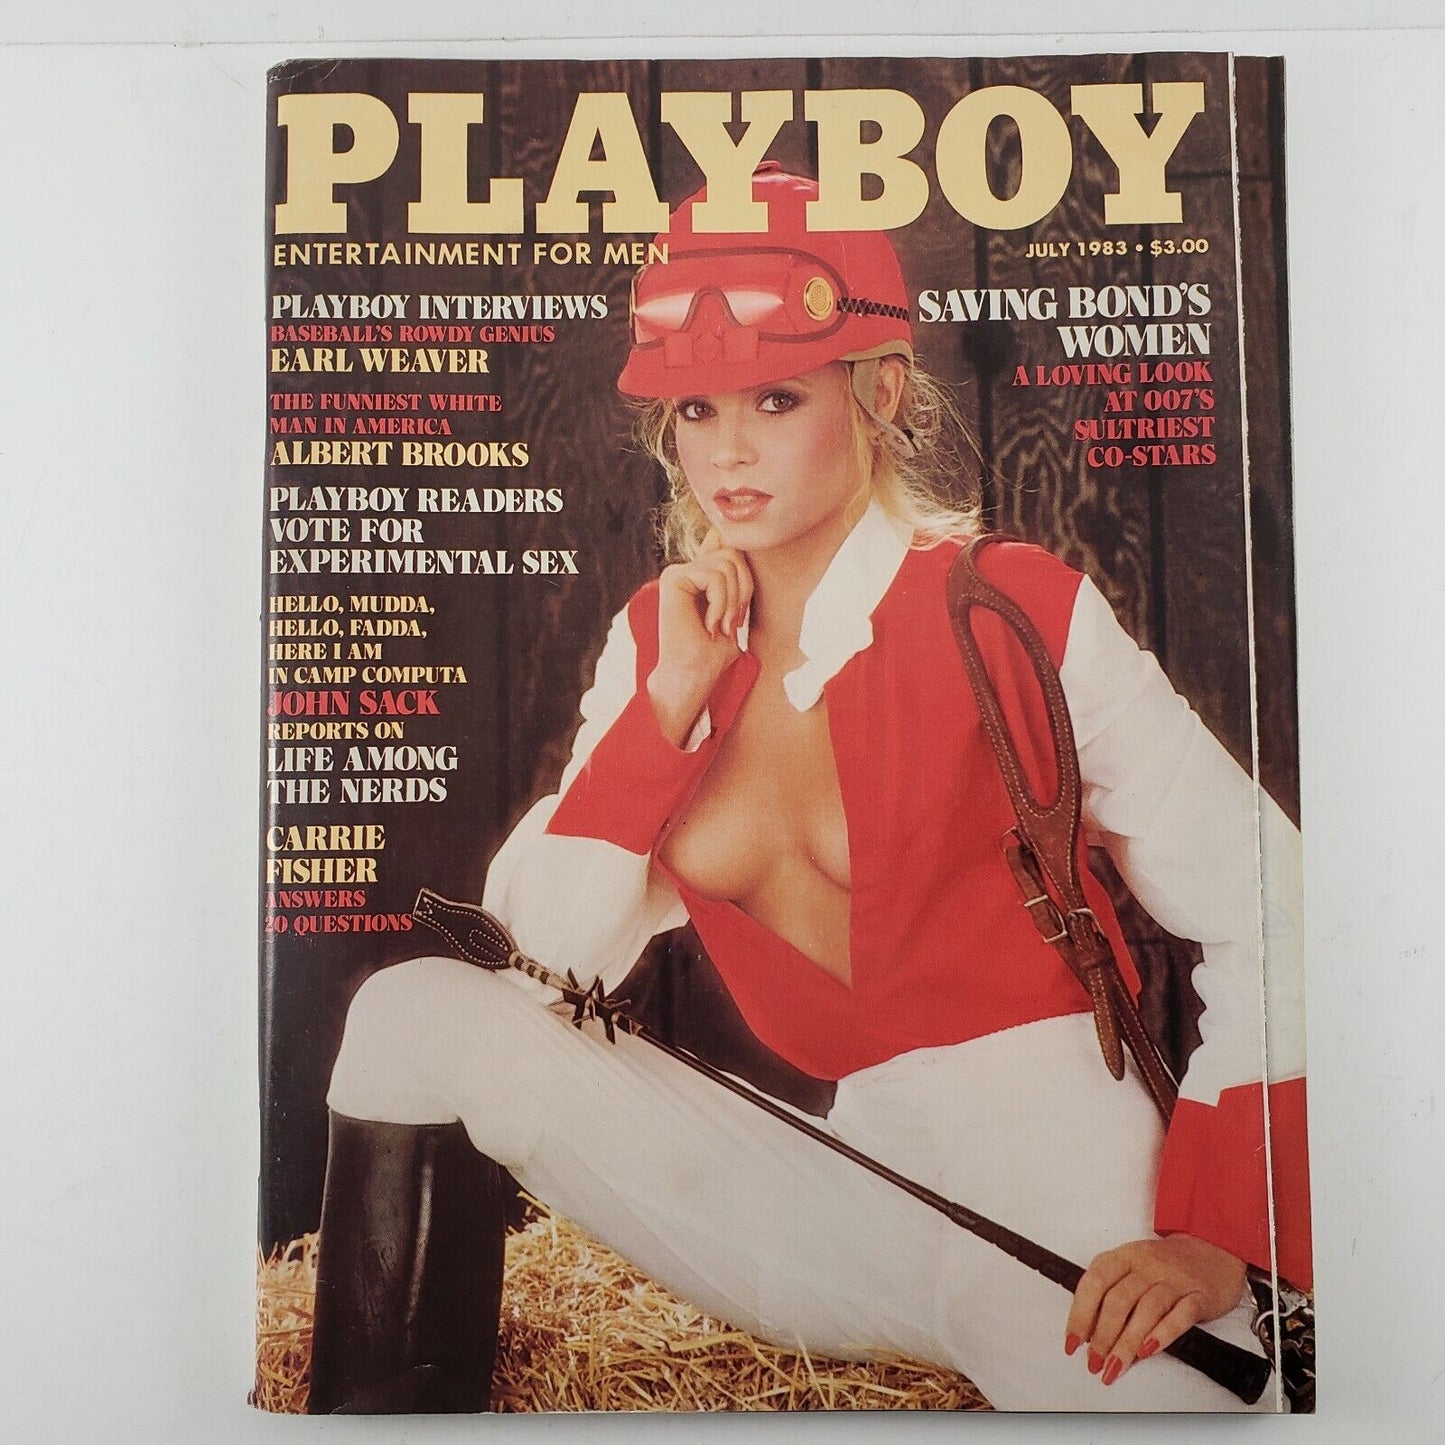 PLAYBOY
ENTERTAINMENT FOR MEN
JULY 1983 • $3.00
PLAYBOY INTERVIEWS
BASEBALL'S ROWDY GENIUS
EARL WEAVER
THE FUNNIEST WHITE
MAN IN AMERICA
ALBERT BROOKS
PLAYBOY READERS
VOTE FOR
EXPERIMENTAL SEX
HELLO, MUDDA,
HELLO, FADDA,
HERE I AM
IN CAMP COMPUTA
JOHN SACK
REPORTS ON
LIFE AMONG
THE NERDS
CARRIE
FISHER
ANSWERS
20 QUESTIONS
SAVING BOND'S
WOMEN
A LOVING LOOK
AT 007'S
SULTRIEST
CO-STARS